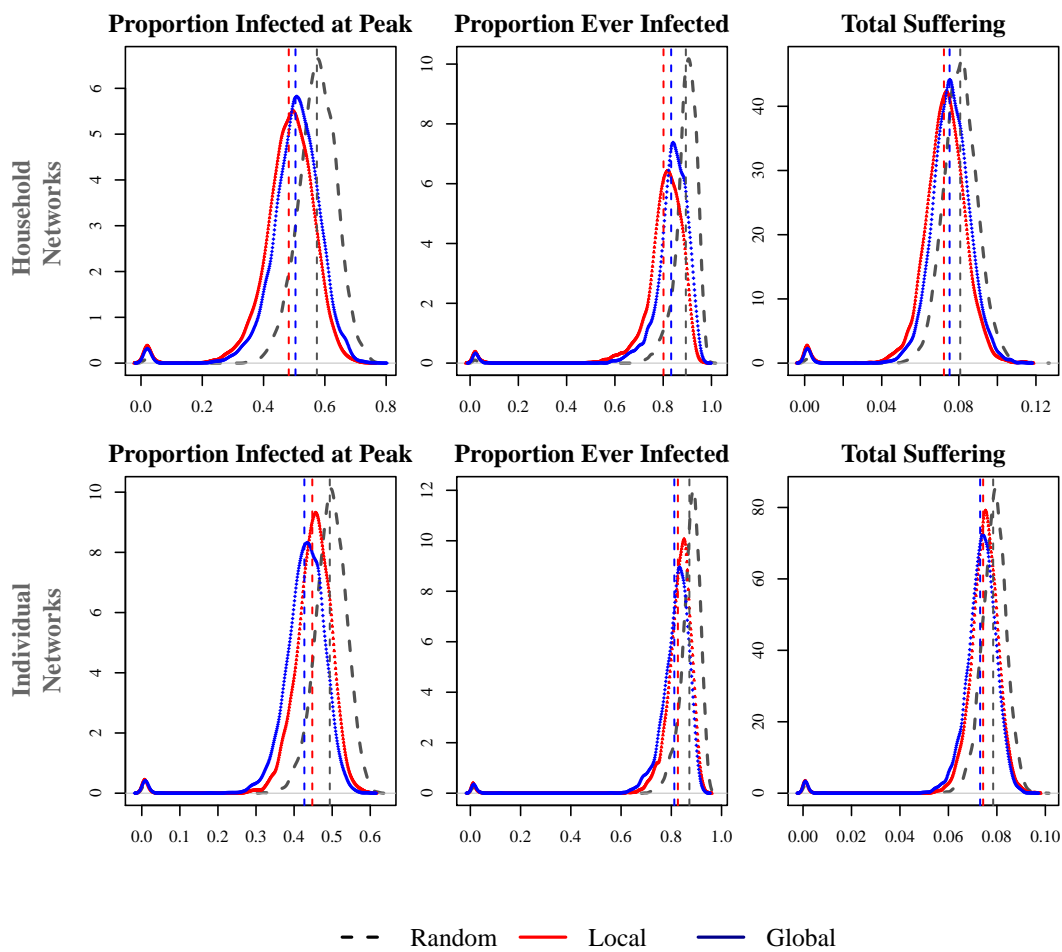 Proportion Infected at Peak
Proportion Ever Infected
Total Suffering
Household
Networks
0 1 2 3 4 5 6
0.0 0.2 0.4 0.6 0.8
0 2 4 6 8 10
0.0 0.2 0.4 0.6 0.8 1.0
0 10 20 30 40
0.00 0.04 0.08 0.12
Proportion Infected at Peak
Proportion Ever Infected
Total Suffering
Individual
Networks
0 2 4 6 8 10
0.0 0.1 0.2 0.3 0.4 0.5 0.6
0 2 4 6 8 10 12
0.0 0.2 0.4 0.6 0.8 1.0
0 20 40 60 80
0.00 0.02 0.04 0.06 0.08 0.10
Random Local Global